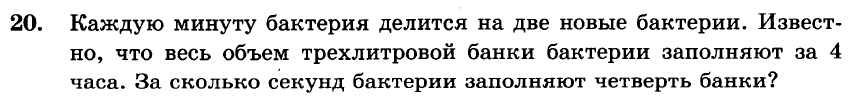 20. Каждую минуту бактерия делится на две новые бактерии. Извест-
но, что весь объем трехлитровой банки бактерии заполняют за 4
часа. За сколько секунд бактерии заполняют четверть банки?